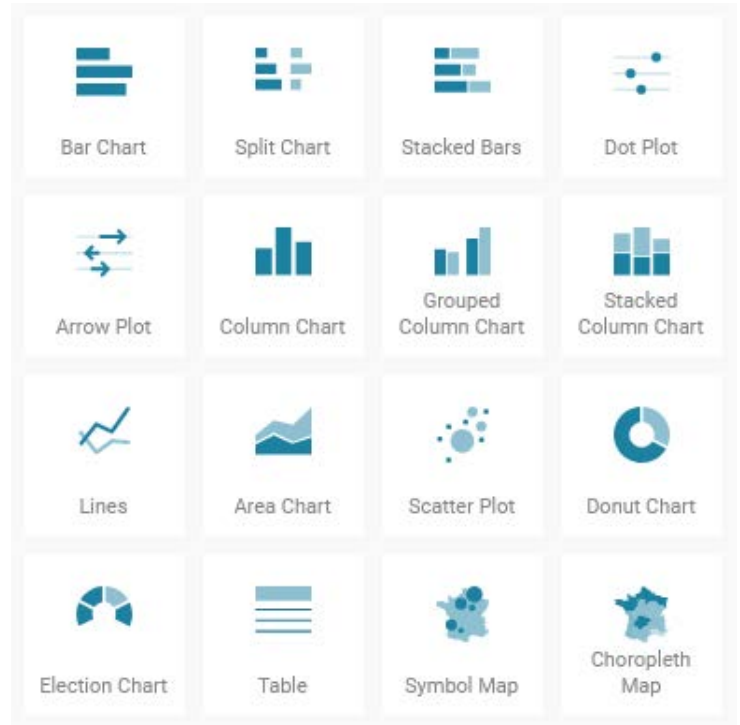 Bar Chart
Split Chart
Stacked Bars
Dot Plot
Arrow Plot
Column Chart
Grouped
Column Chart
Stacked
Column Chart
Lines
Area Chart
Scatter Plot
Donut Chart
Election Chart
Table
Symbol Map
Choropleth
Map